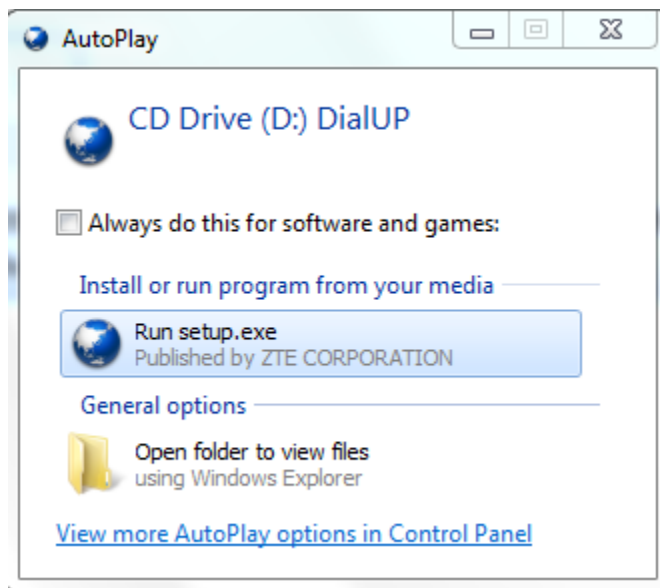 AutoPlay
CD Drive (D:) DialUP
Always do this for software and games:
Install or run program from your media
Run setup.exe
Published by ZTE CORPORATION
General options
Open folder to view files
using Windows Explorer
View more AutoPlay options in Control Panel